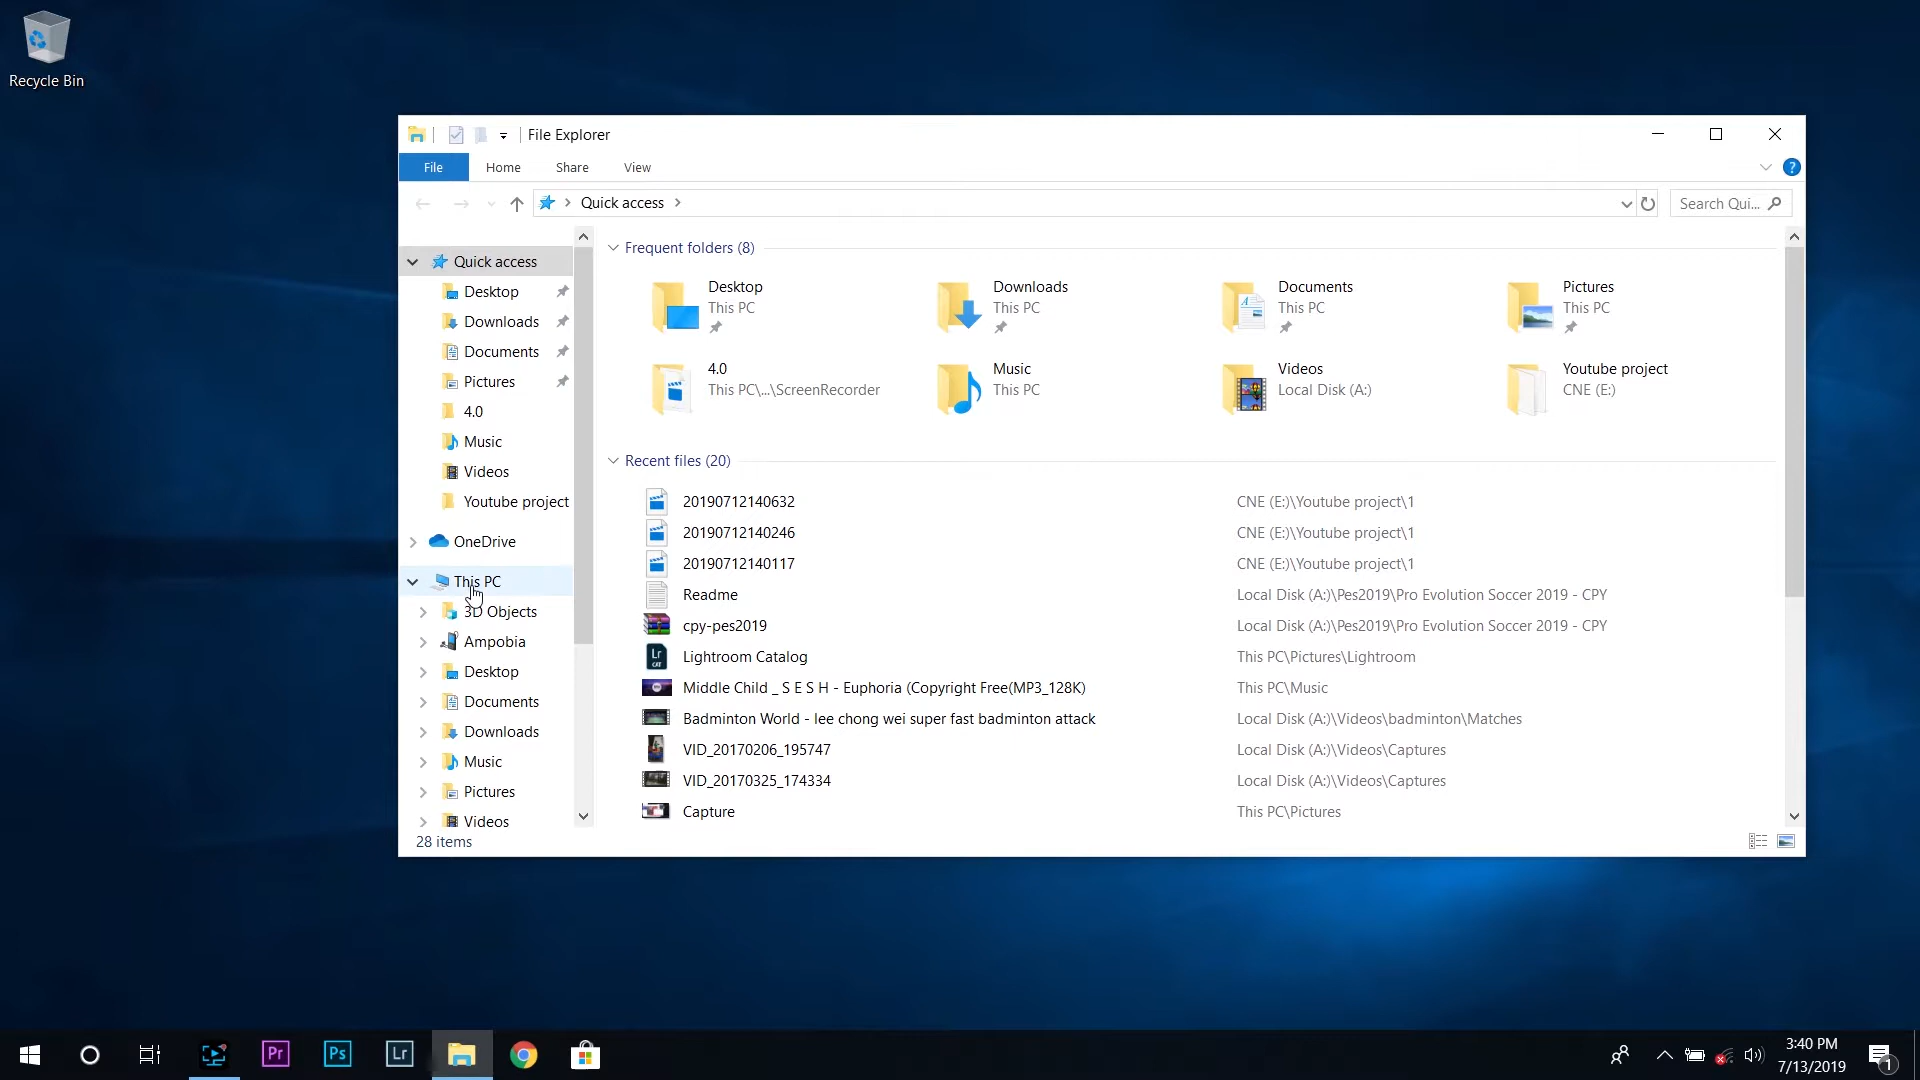 Recycle Bin
File Explorer
File Home Share View
Quick access
Search Qui...
Quick access
Desktop
Downloads
Documents
Pictures
4.0
Music
Videos
Youtube project
OneDrive
This PC
3D Objects
Ampobia
Desktop
Documents
Downloads
Music
Pictures
Videos
28 items
Frequent folders (8)
Desktop
This PC
Downloads
This PC
Documents
This PC
Pictures
This PC
4.0
This PC\...\ScreenRecorder
Music
This PC
Videos
Local Disk (A:)
Youtube project
CNE (E:)
Recent files (20)
20190712140632 CNE (E:)\Youtube project\1
20190712140246 CNE (E:)\Youtube project\1
20190712140117 CNE (E:)\Youtube project\1
Readme Local Disk (A:)\Pes2019\Pro Evolution Soccer 2019 - CPY
cpy-pes2019 Local Disk (A:)\Pes2019\Pro Evolution Soccer 2019 - CPY
Lightroom Catalog This PC\Pictures\Lightroom
Middle Child _ S E S H - Euphoria (Copyright Free(MP3_128K) This PC\Music
Badminton World - lee chong wei super fast badminton attack Local Disk (A:)\Videos\badminton\Matches
VID_20170206_195747 Local Disk (A:)\Videos\Captures
VID_20170325_174334 Local Disk (A:)\Videos\Captures
Capture This PC\Pictures
Lr
CAT
?
Pr Ps Lr
3:40 PM
7/13/2019
1